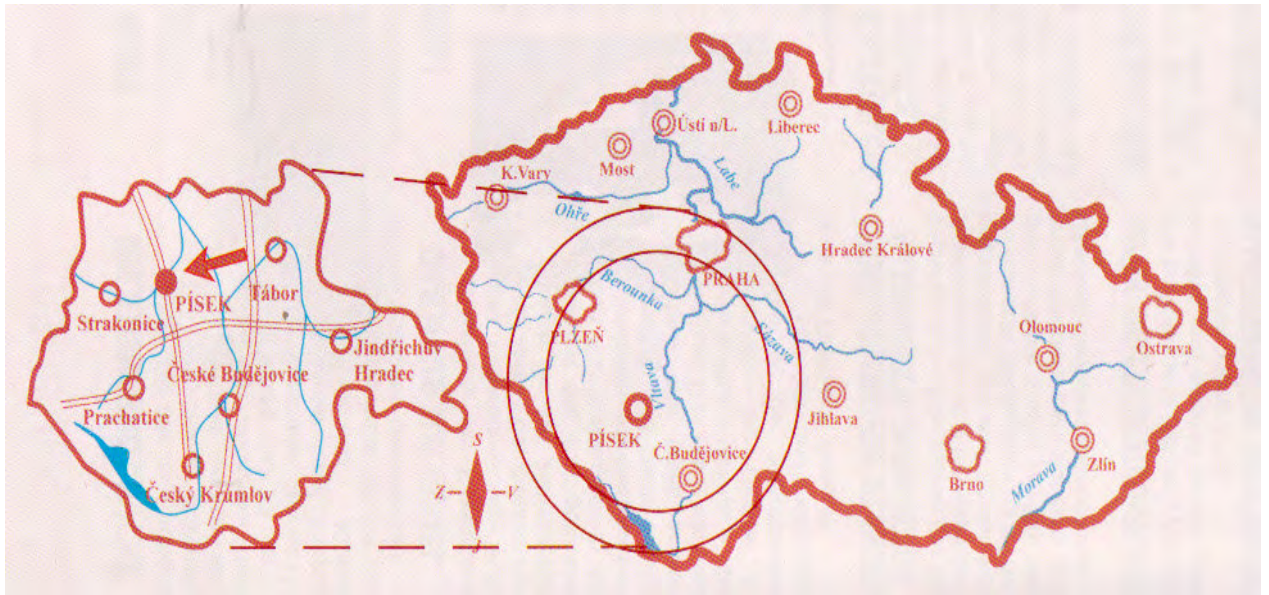 Strakonice
PÍSEK
Tábor
Jindřichův
Hradec
České Budějovice
Prachatice
Český Krumlov
S
Z
V
J
K.Vary
Most
Ústí n/L.
Liberec
Labe
Ohře
Hradec Králové
PRAHA
Berounka
PLZEŇ
Sázava
Vltava
PÍSEK
Č.Budějovice
Jihlava
Brno
Olomouc
Ostrava
Zlín
Morava